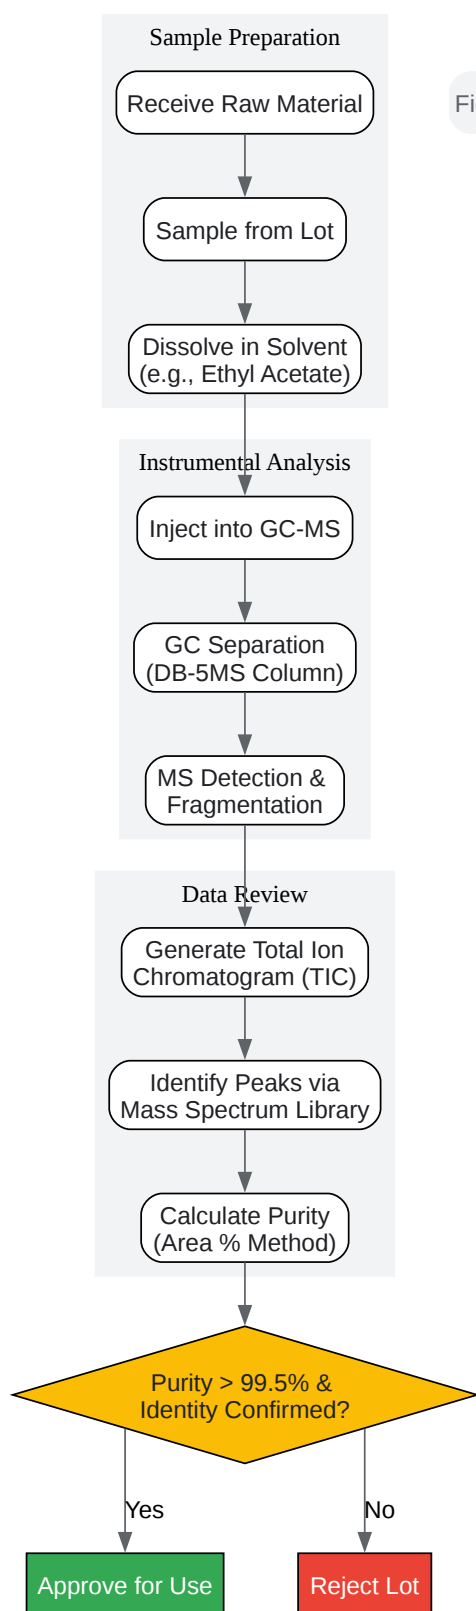 Sample Preparation
Receive Raw Material
Sample from Lot
Dissolve in Solvent
(e.g., Ethyl Acetate)
Instrumental Analysis
Inject into GC-MS
GC Separation
(DB-5MS Column)
MS Detection &
Fragmentation
Data Review
Generate Total Ion
Chromatogram (TIC)
Identify Peaks via
Mass Spectrum Library
Calculate Purity
(Area % Method)
Purity > 99.5% &
Identity Confirmed?
Yes
No
Approve for Use
Reject Lot